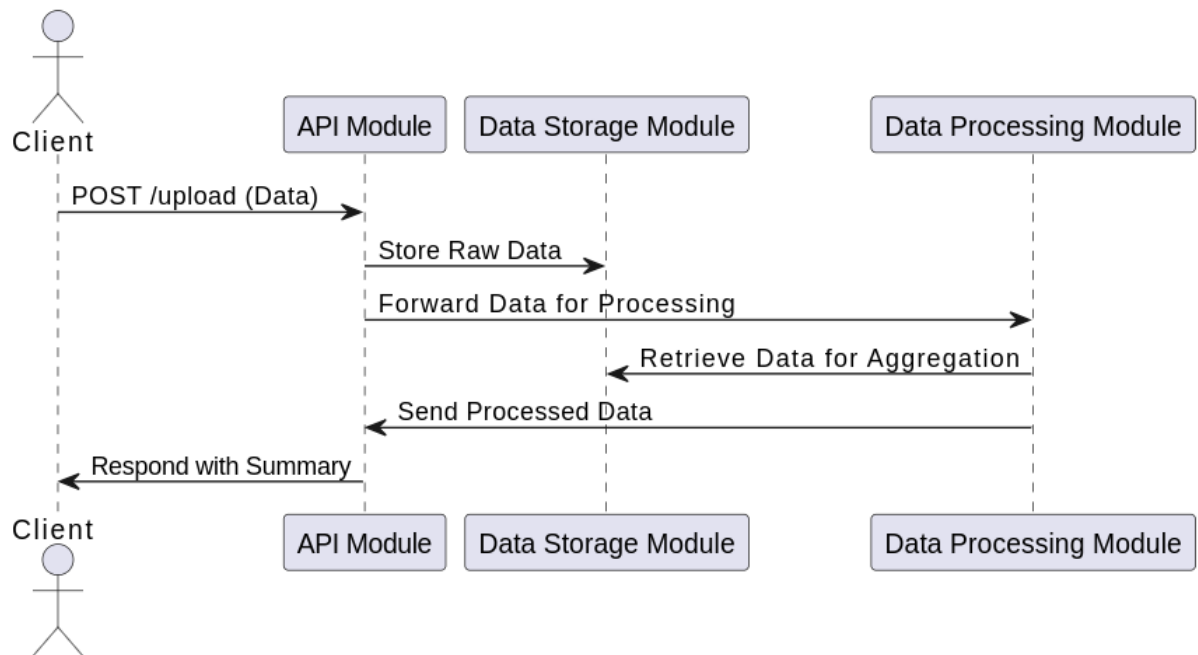 Client
API Module
Data Storage Module
Data Processing Module
POST /upload (Data)
Store Raw Data
Forward Data for Processing
Retrieve Data for Aggregation
Send Processed Data
Respond with Summary
Client
API Module
Data Storage Module
Data Processing Module